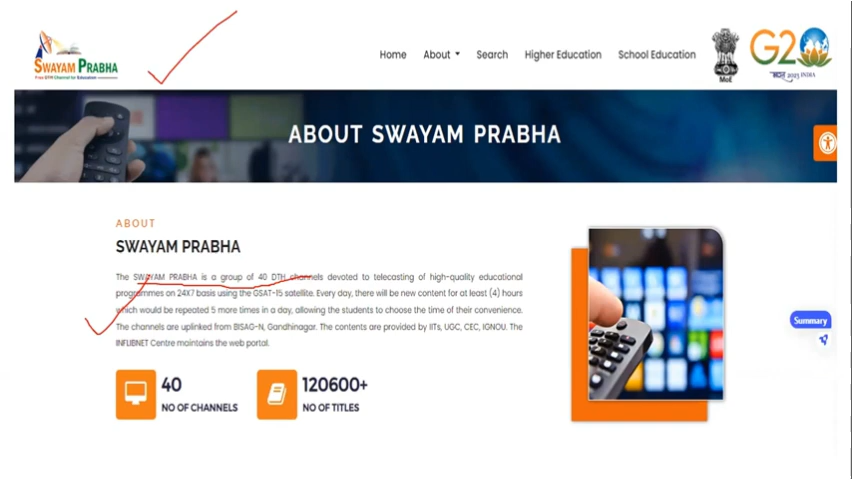 SWAYAM PRABHA
Free DTH Channel for Education
Home About Search Higher Education School Education
MoE
G20
भारत 2023 INDIA
ABOUT SWAYAM PRABHA
ABOUT
SWAYAM PRABHA
The SWAYAM PRABHA is a group of 40 DTH channels devoted to telecasting of high-quality educational
programmes on 24X7 basis using the GSAT-15 satellite. Every day, there will be new content for at least (4) hours
which would be repeated 5 more times in a day, allowing the students to choose the time of their convenience.
The channels are uplinked from BISAG-N, Gandhinagar. The contents are provided by IITs, UGC, CEC, IGNOU. The
INFLIBNET Centre maintains the web portal.
40
NO OF CHANNELS
120600+
NO OF TITLES
Summary